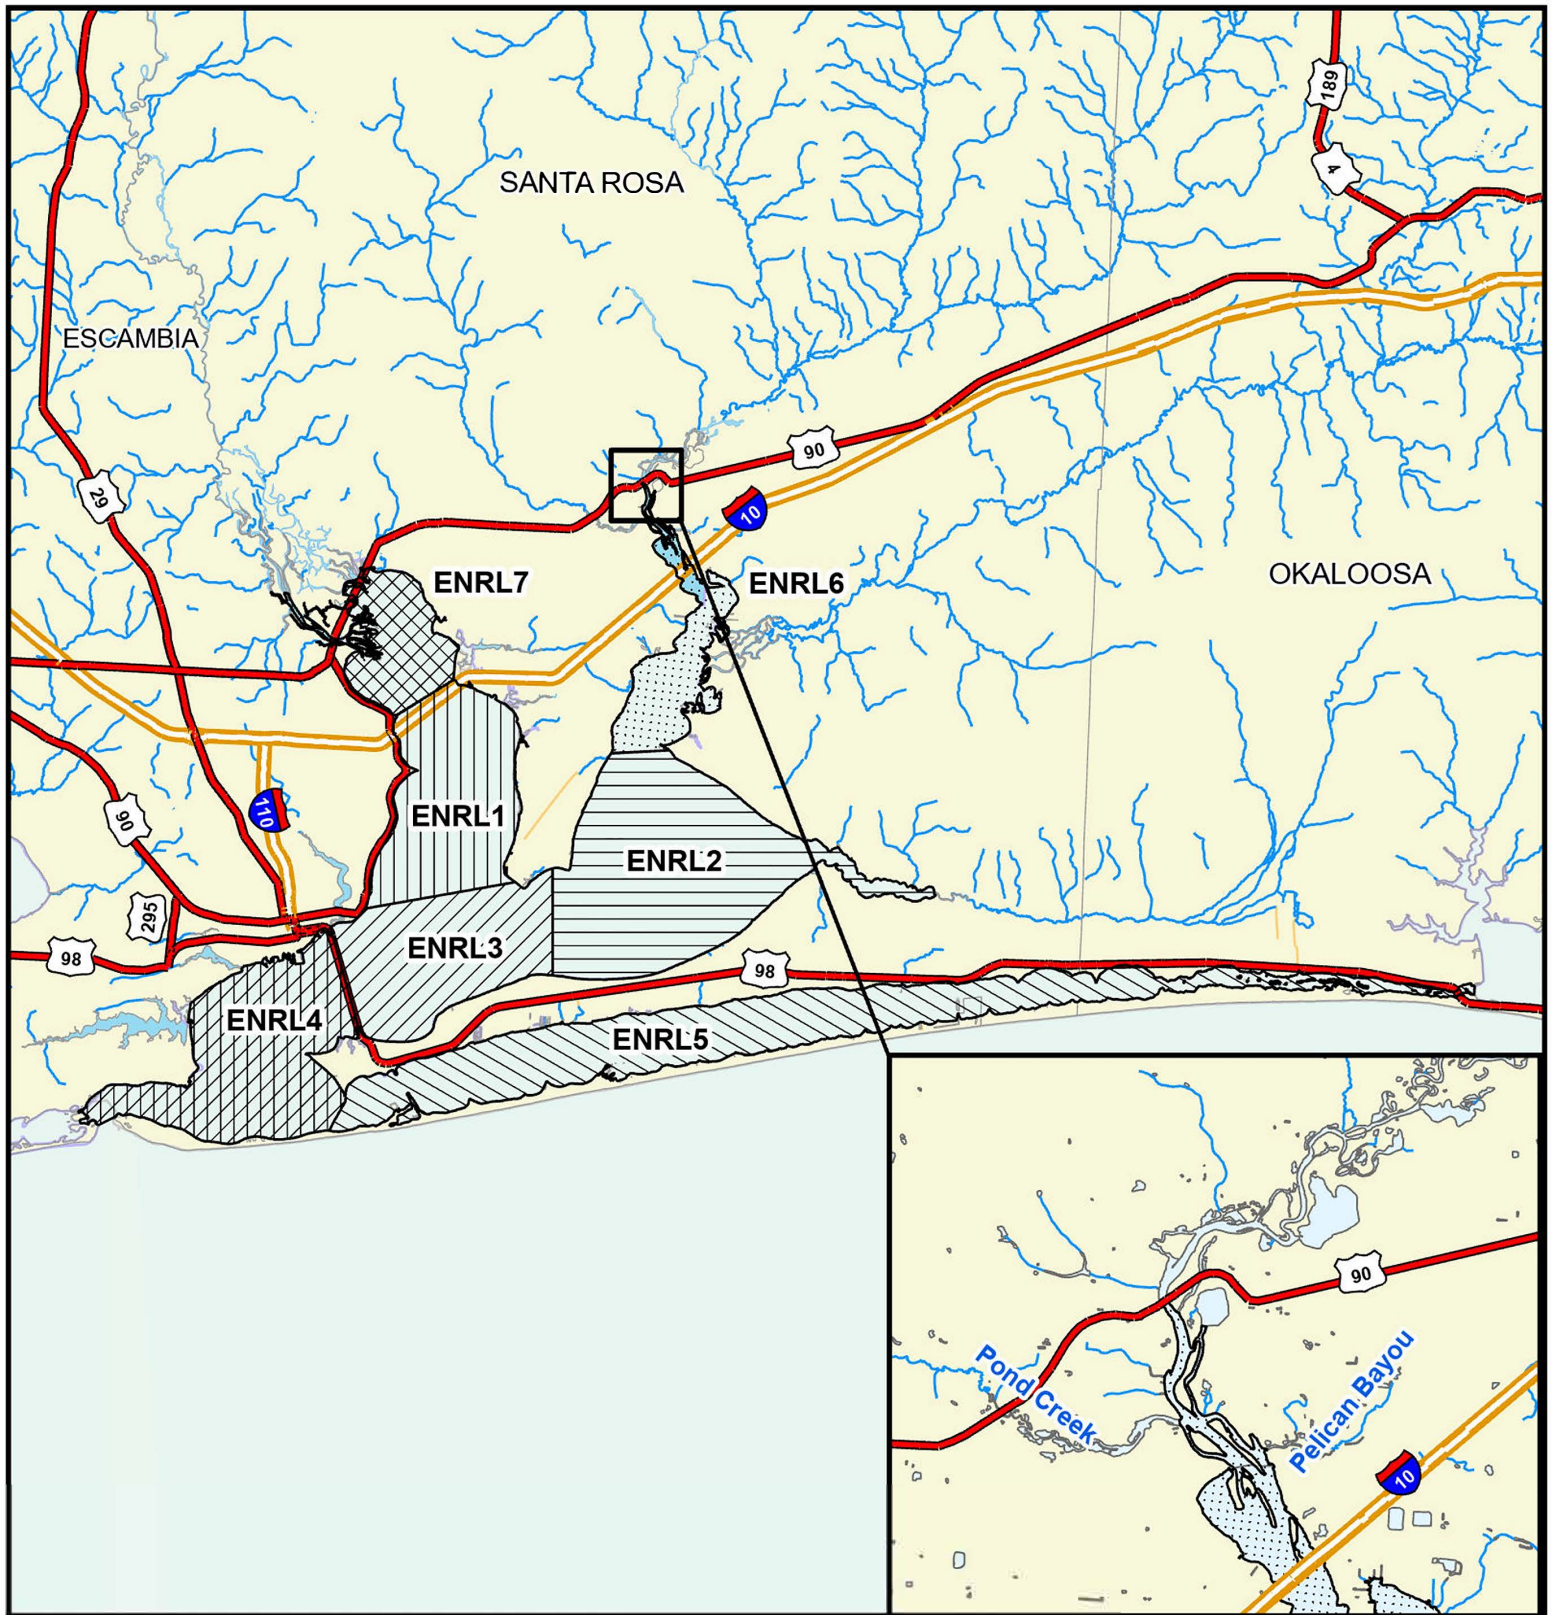 189
4
SANTA ROSA
ESCAMBIA
90
29
10
ENRL7
ENRL6
OKALOOSA
110
90
ENRL1
ENRL2
295
ENRL3
98
98
ENRL4
ENRL5
90
Pond Creek
Pelican Bayou
10